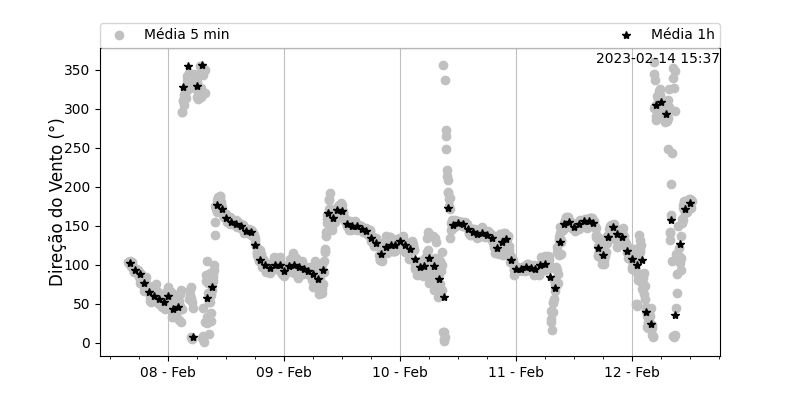 Média 5 min
Média 1h
2023-02-14 15:37
Direção do Vento (°)
350
300
250
200
150
100
50
0
08 - Feb
09 - Feb
10 - Feb
11 - Feb
12 - Feb